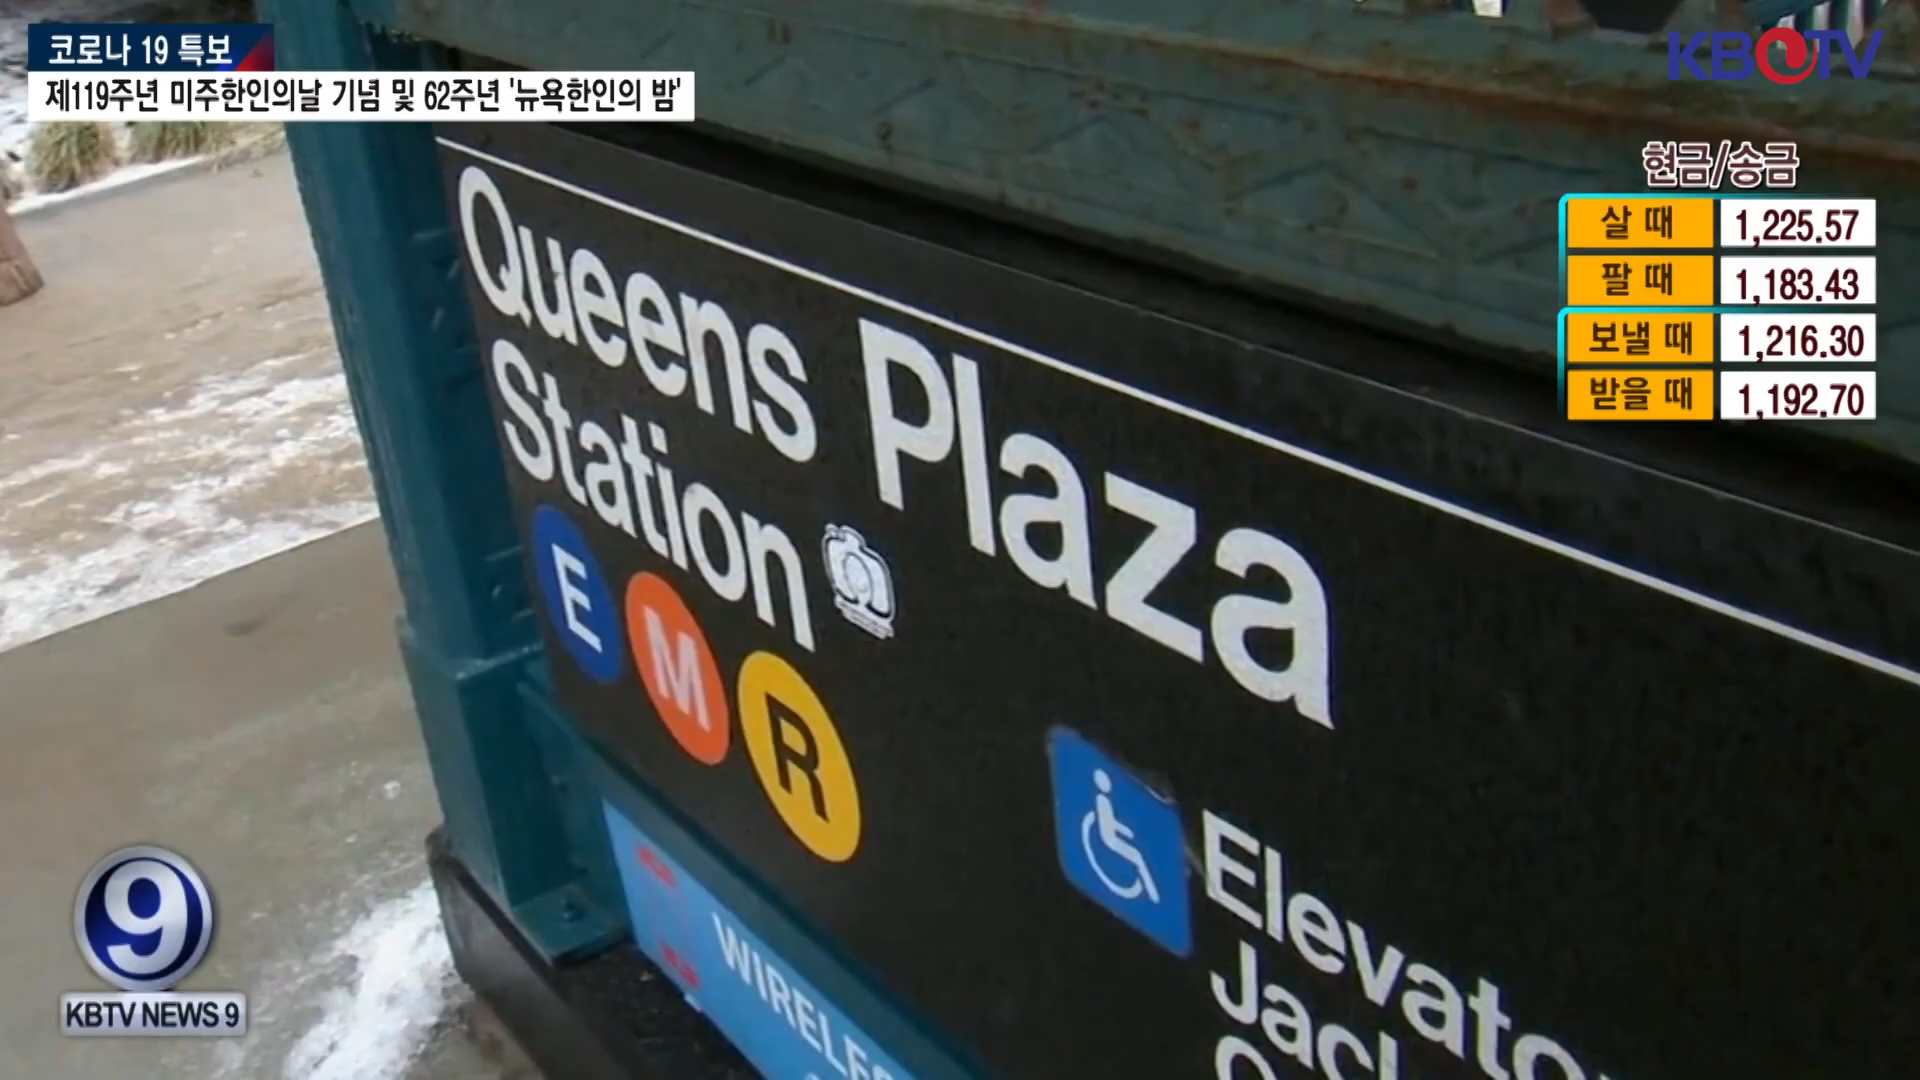 코로나 19 특보
제119주년 미주한인의날 기념 및 62주년 '뉴욕한인의 밤'
KBTV
현금/송금
살 때 1,225.57
팔 때 1,183.43
보낼 때 1,216.30
받을 때 1,192.70
Queens Plaza
Station
E M R
Elevator
WIRELESS
9
KBTV NEWS 9